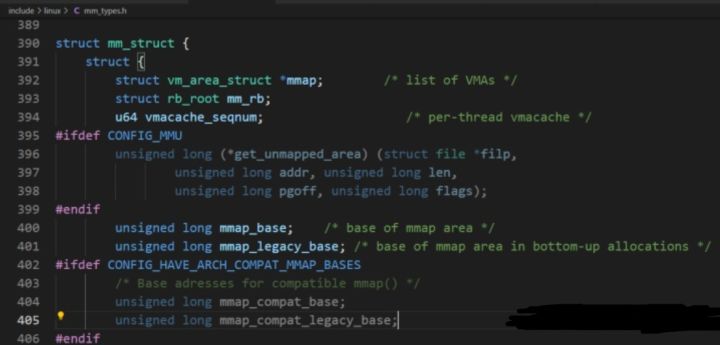 include > linux > C mm_types.h
389
390 struct mm_struct {
391     struct {
392         struct vm_area_struct *mmap;        /* list of VMAs */
393         struct rb_root mm_rb;
394         u64 vmacache_seqnum;                   /* per-thread vmacache */
395 #ifdef CONFIG_MMU
396         unsigned long (*get_unmapped_area) (struct file *filp,
397                 unsigned long addr, unsigned long len,
398                 unsigned long pgoff, unsigned long flags);
399 #endif
400         unsigned long mmap_base;    /* base of mmap area */
401         unsigned long mmap_legacy_base; /* base of mmap area in bottom-up allocations */
402 #ifdef CONFIG_HAVE_ARCH_COMPAT_MMAP_BASES
403         /* Base adresses for compatible mmap() */
404         unsigned long mmap_compat_base;
405         unsigned long mmap_compat_legacy_base;
406 #endif